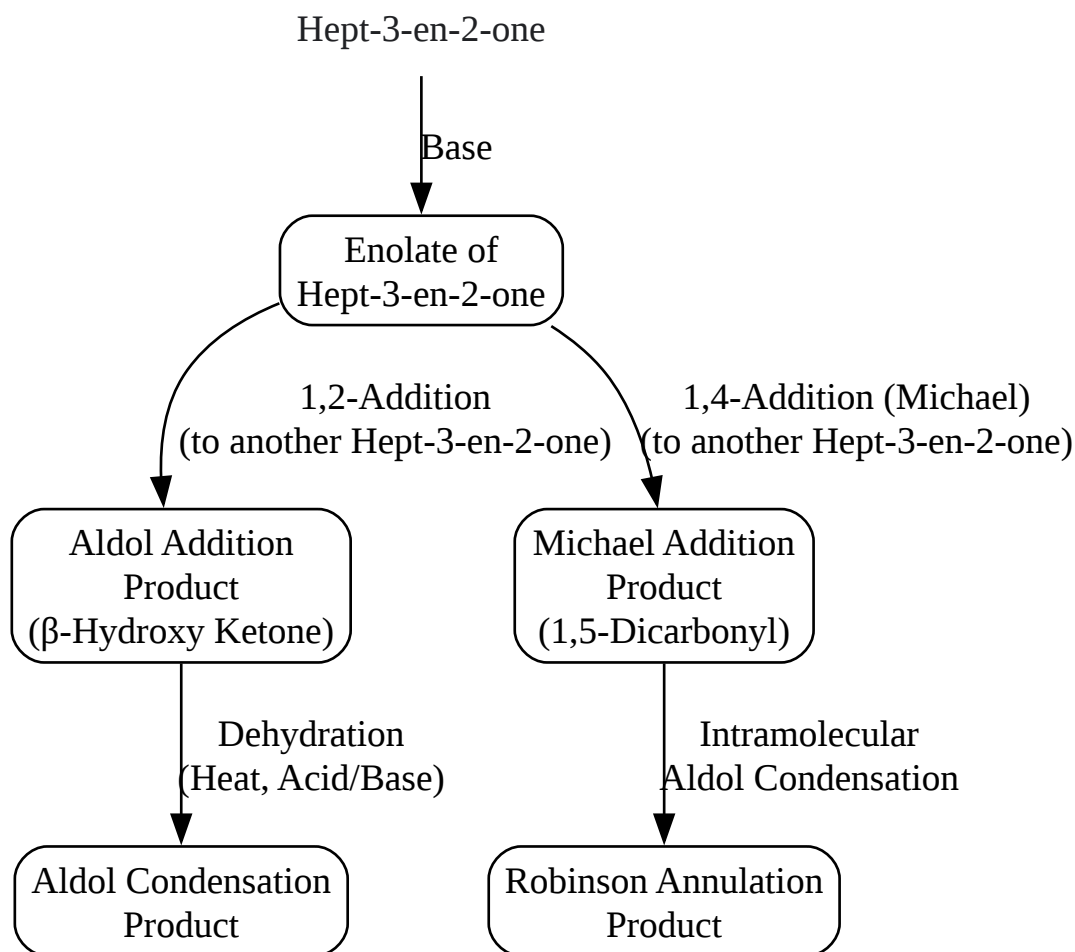 Hept-3-en-2-one
Base
Enolate of
Hept-3-en-2-one
1,2-Addition
(to another Hept-3-en-2-one)
1,4-Addition (Michael)
(to another Hept-3-en-2-one)
Aldol Addition
Product
(β-Hydroxy Ketone)
Michael Addition
Product
(1,5-Dicarbonyl)
Dehydration
(Heat, Acid/Base)
Intramolecular
Aldol Condensation
Aldol Condensation
Product
Robinson Annulation
Product